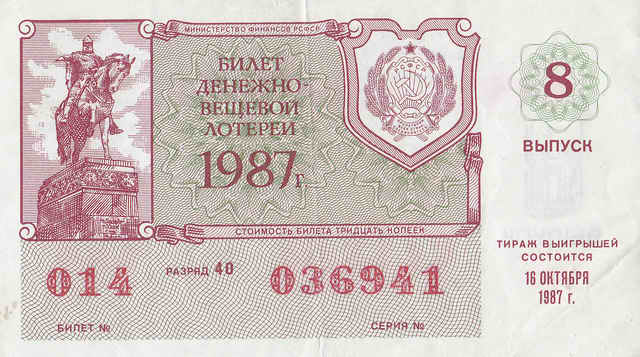 МИНИСТЕРСТВО ФИНАНСОВ РСФСР
БИЛЕТ
ДЕНЕЖНО-
ВЕЩЕВОЙ
ЛОТЕРЕИ
1987 г.
СТОИМОСТЬ БИЛЕТА ТРИДЦАТЬ КОПЕЕК
8
ВЫПУСК
ТИРАЖ ВЫИГРЫШЕЙ
СОСТОИТСЯ
16 ОКТЯБРЯ
1987 г.
014 РАЗРЯД 40 036941
БИЛЕТ № СЕРИЯ №